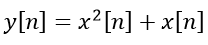 y[n] = x²[n] + x[n]